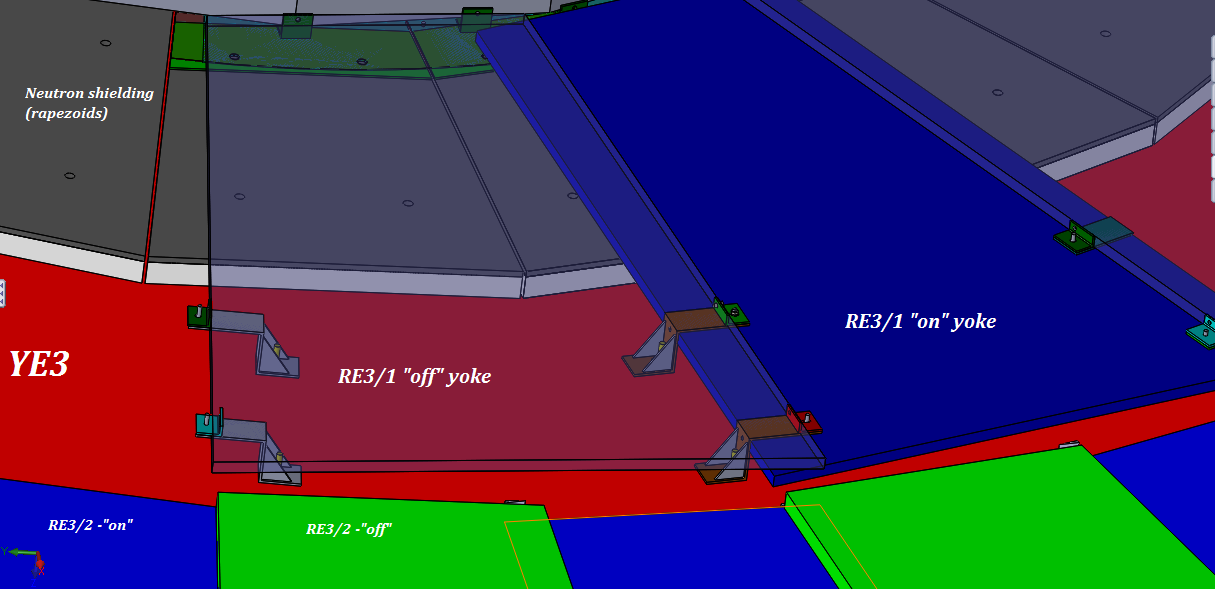 Neutron shielding
(rapezoids)
RE3/1 "on" yoke
YE3
RE3/1 "off" yoke
RE3/2 -"on"
RE3/2 -"off"
Y
X